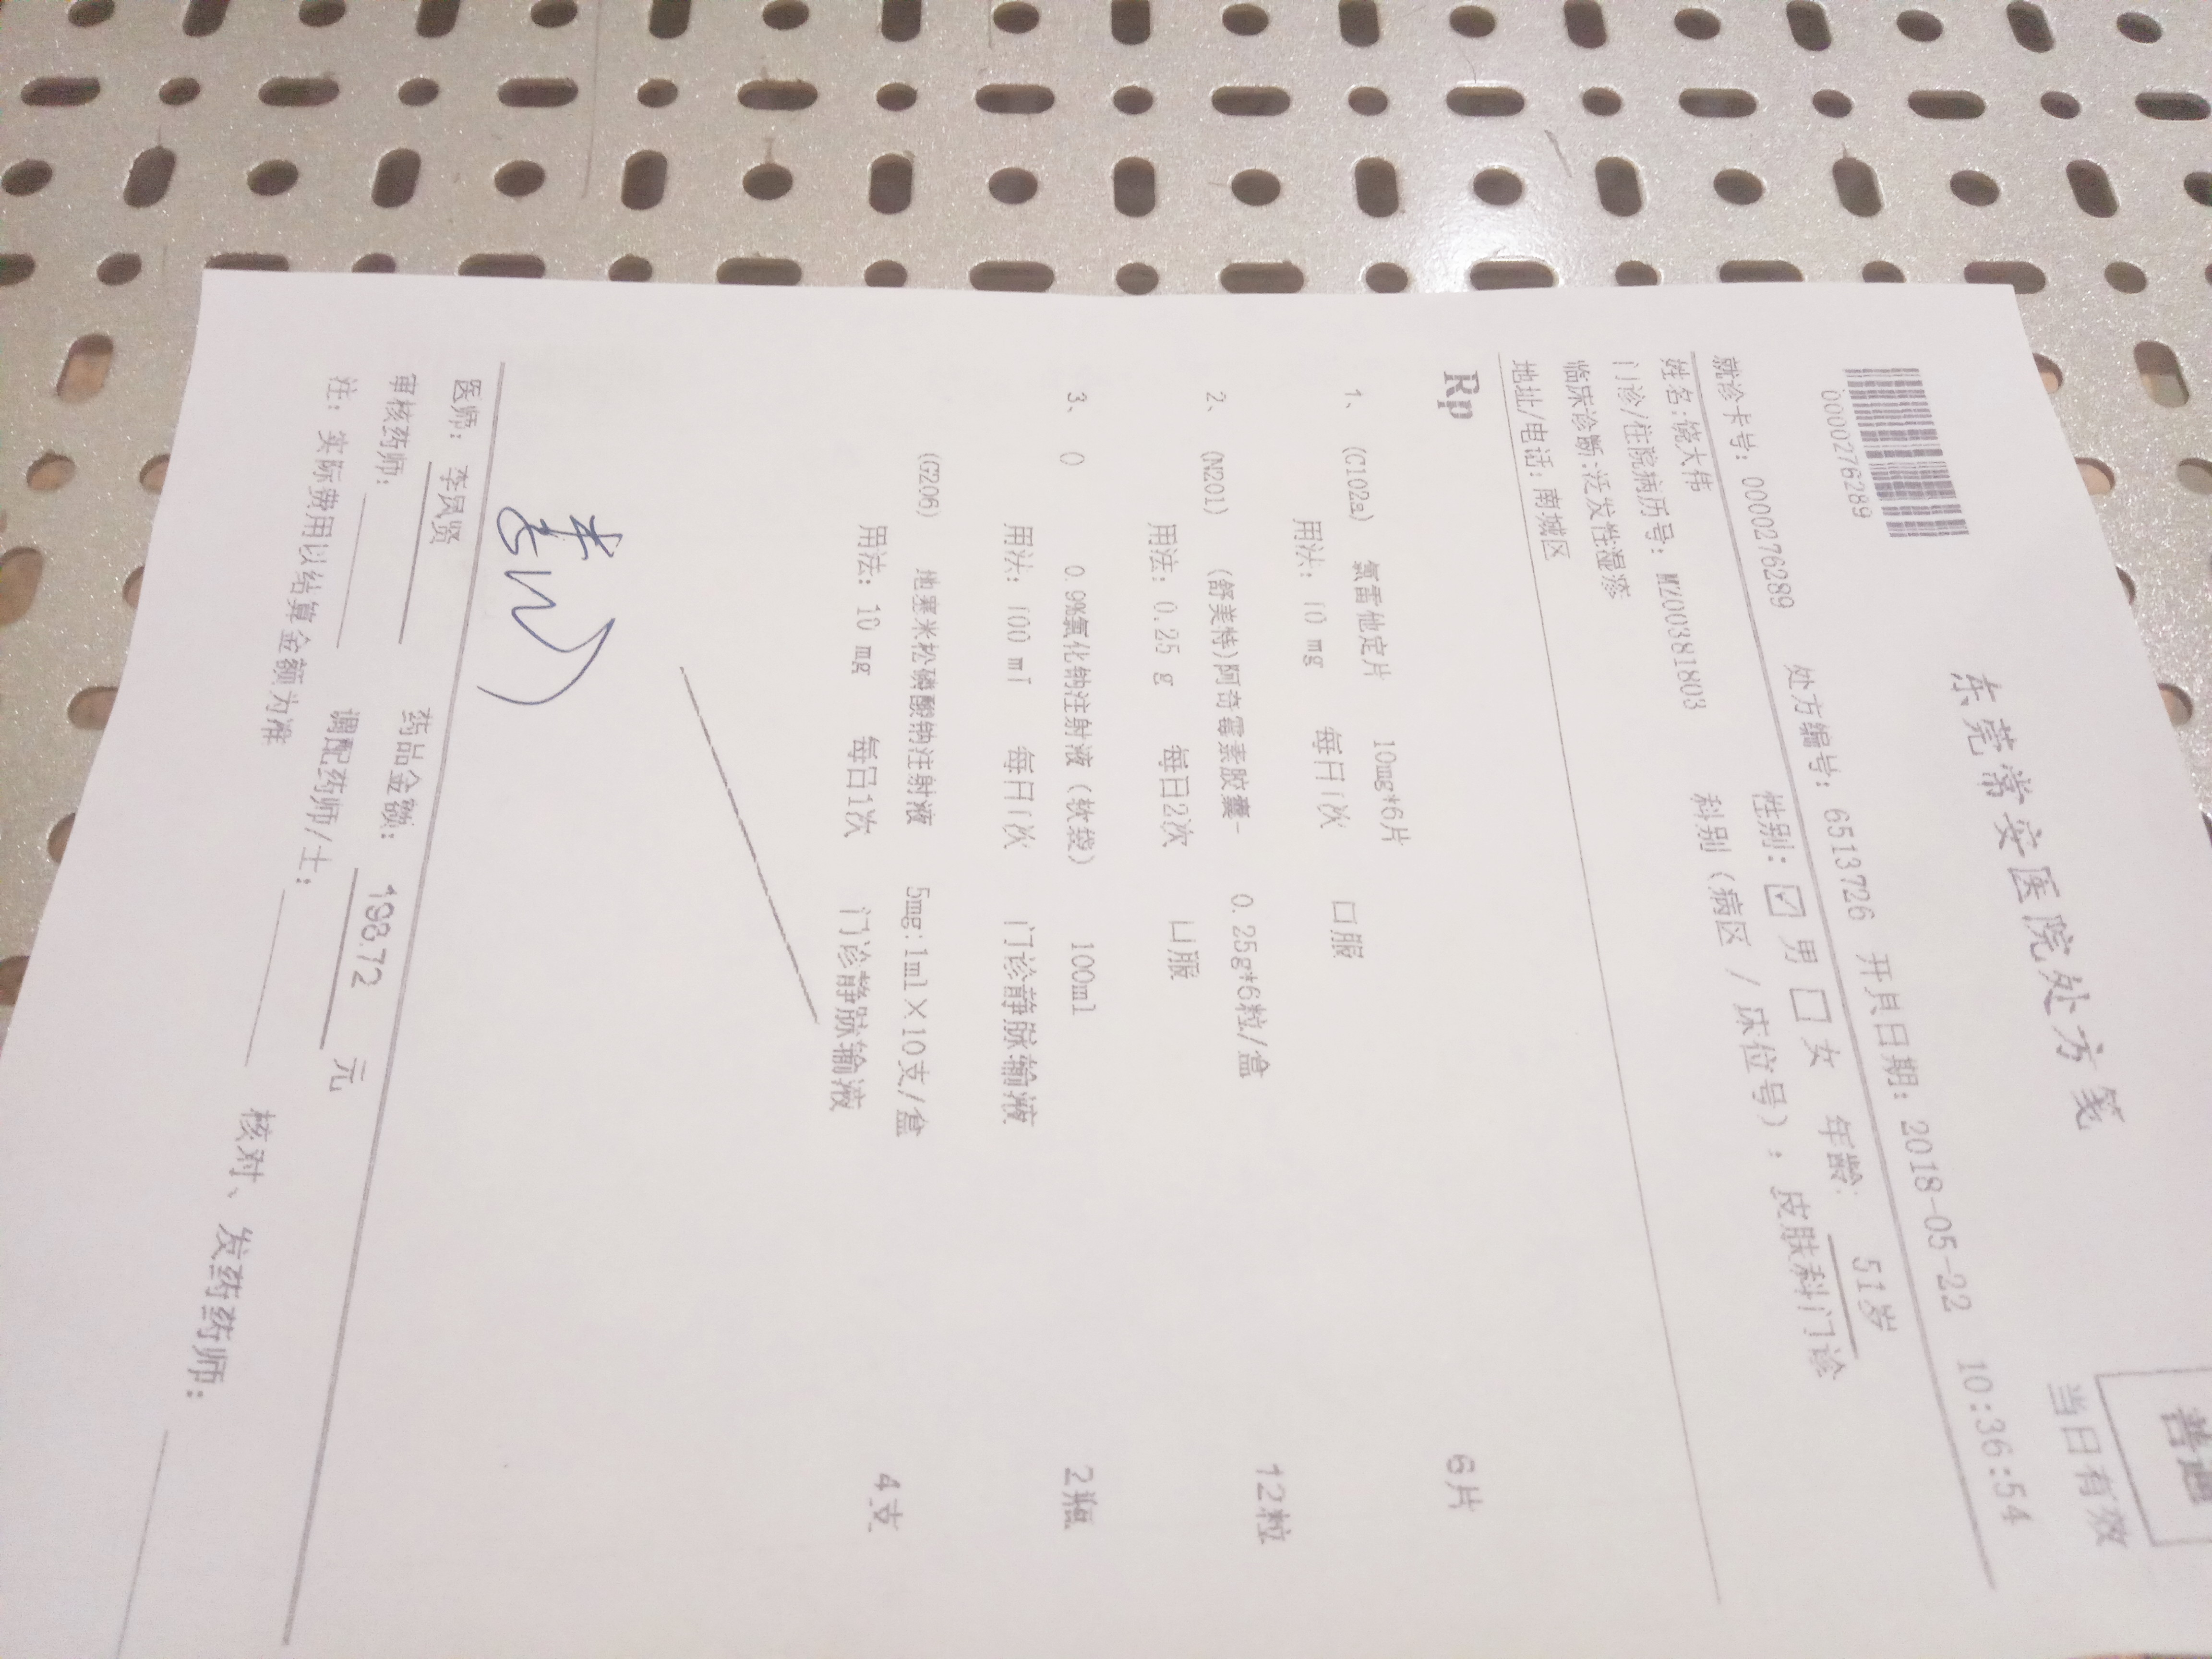 普通
当日有效
东莞常安医院处方笺
0000276289
就诊卡号: 0000276289 处方编号: 6513726 开具日期: 2018-05-22 10:36:54
姓名:饶大伟 性别: ☑ 男 □ 女 年龄: 51岁
门诊/住院病历号: MZ00381803 科别(病区 / 床位号): 皮肤科门诊
临床诊断:泛发性湿疹
地址/电话: 南城区
Rp
1、 (C102a) 氯雷他定片 10mg*6片 6片
用法: 10 mg 每日1次 口服
2、 (N201) (舒美特)阿奇霉素胶囊- 0.25g*6粒/盒 12粒
用法: 0.25 g 每日2次 口服
3、 () 0.9%氯化钠注射液 (软袋) 100ml 2瓶
用法: 100 ml 每日1次 门诊静脉输液
(G206) 地塞米松磷酸钠注射液 5mg:1ml×10支/盒 4支
用法: 10 mg 每日1次 门诊静脉输液
医师: 李凤贤 药品金额: 198.72 元
审核药师: 调配药师/士: 核对、发药药师:
注: 实际费用以结算金额为准